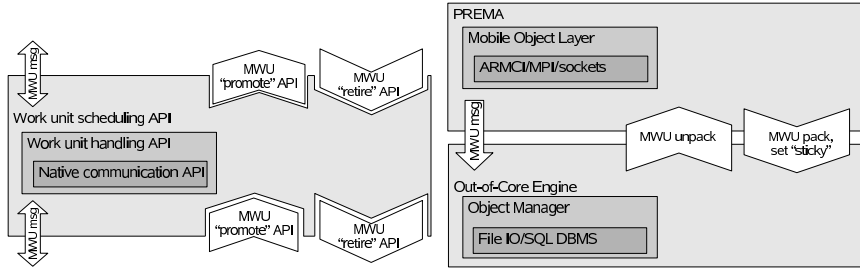 MWU msg
MWU
"promote" API
MWU
"retire" API
Work unit scheduling API
Work unit handling API
Native communication API
MWU msg
MWU
"promote" API
MWU
"retire" API
PREMA
Mobile Object Layer
ARMCI/MPI/sockets
MWU msg
MWU unpack
MWU pack,
set "sticky"
Out-of-Core Engine
Object Manager
File IO/SQL DBMS